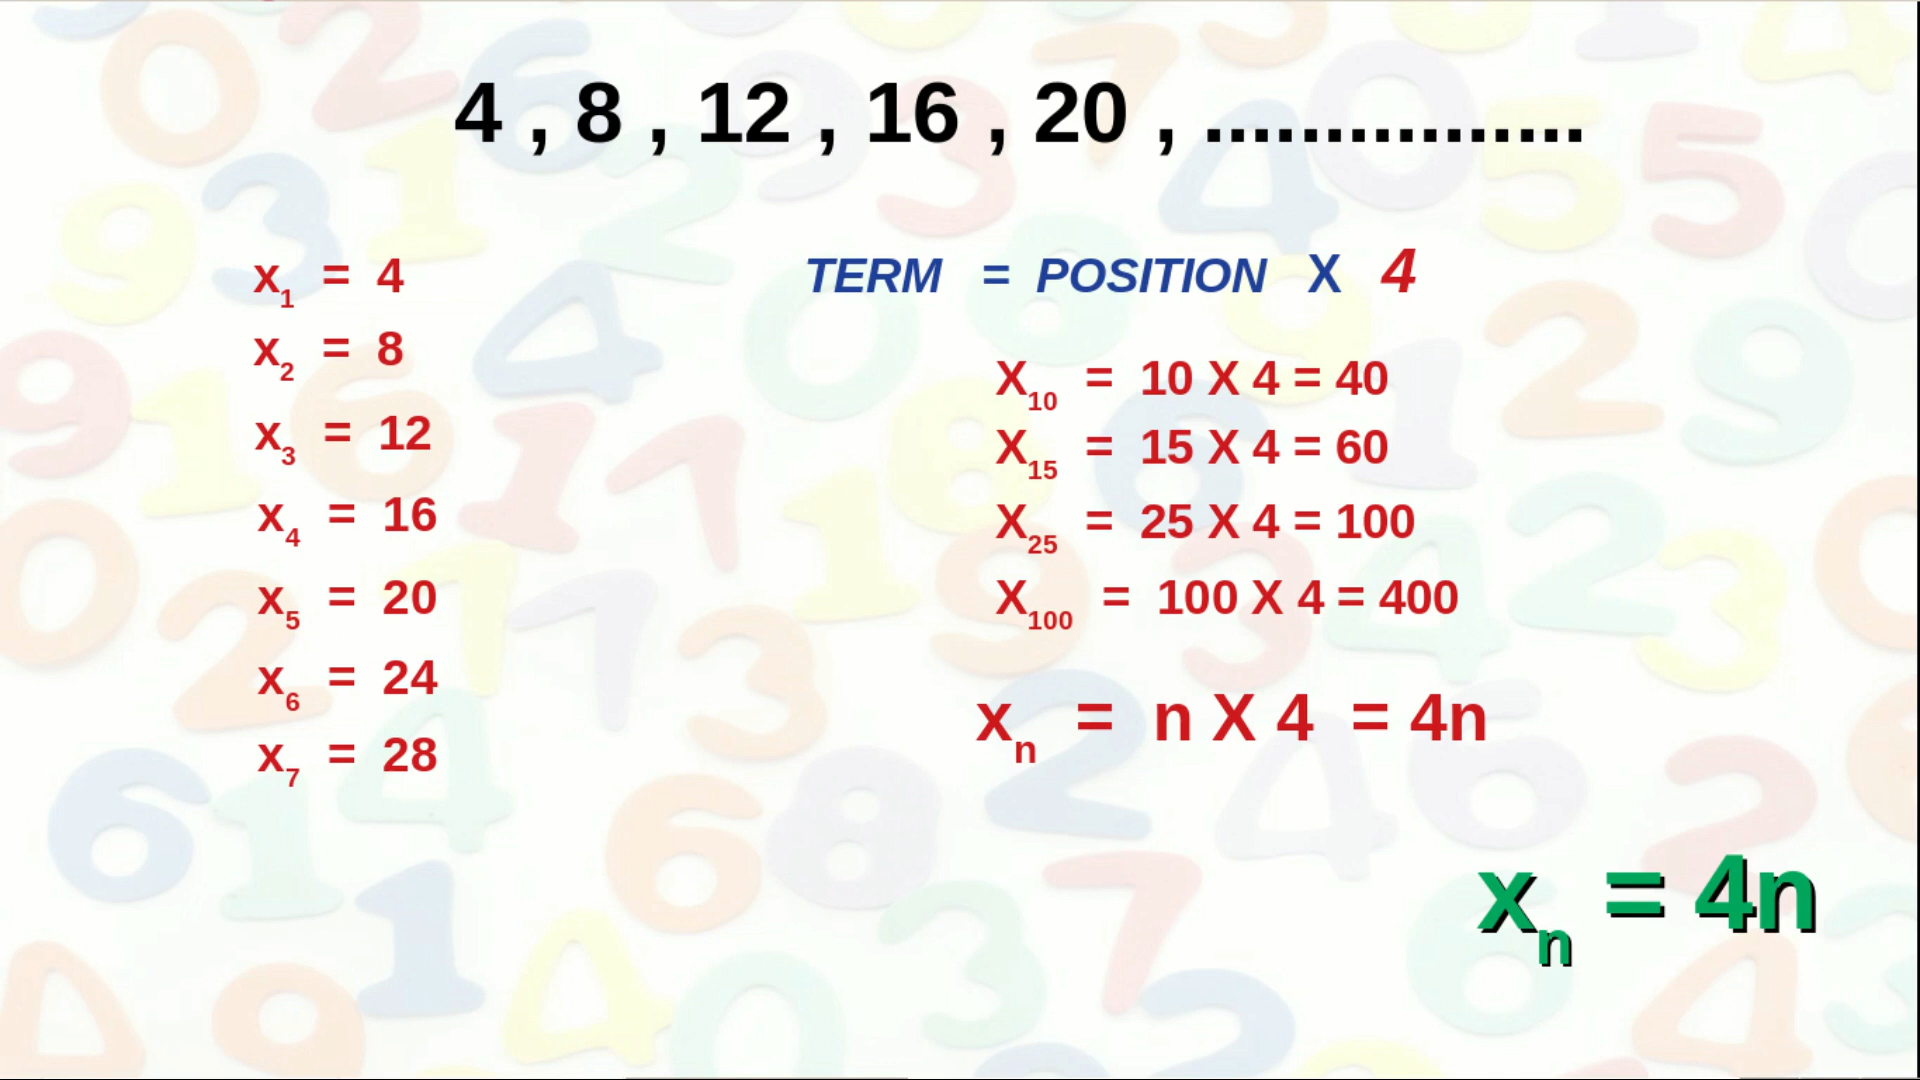 4 , 8 , 12 , 16 , 20 , ................
x₁ = 4
x₂ = 8
x₃ = 12
x₄ = 16
x₅ = 20
x₆ = 24
x₇ = 28
TERM = POSITION X 4
X₁₀ = 10 X 4 = 40
X₁₅ = 15 X 4 = 60
X₂₅ = 25 X 4 = 100
X₁₀₀ = 100 X 4 = 400
xₙ = n X 4 = 4n
xₙ = 4n